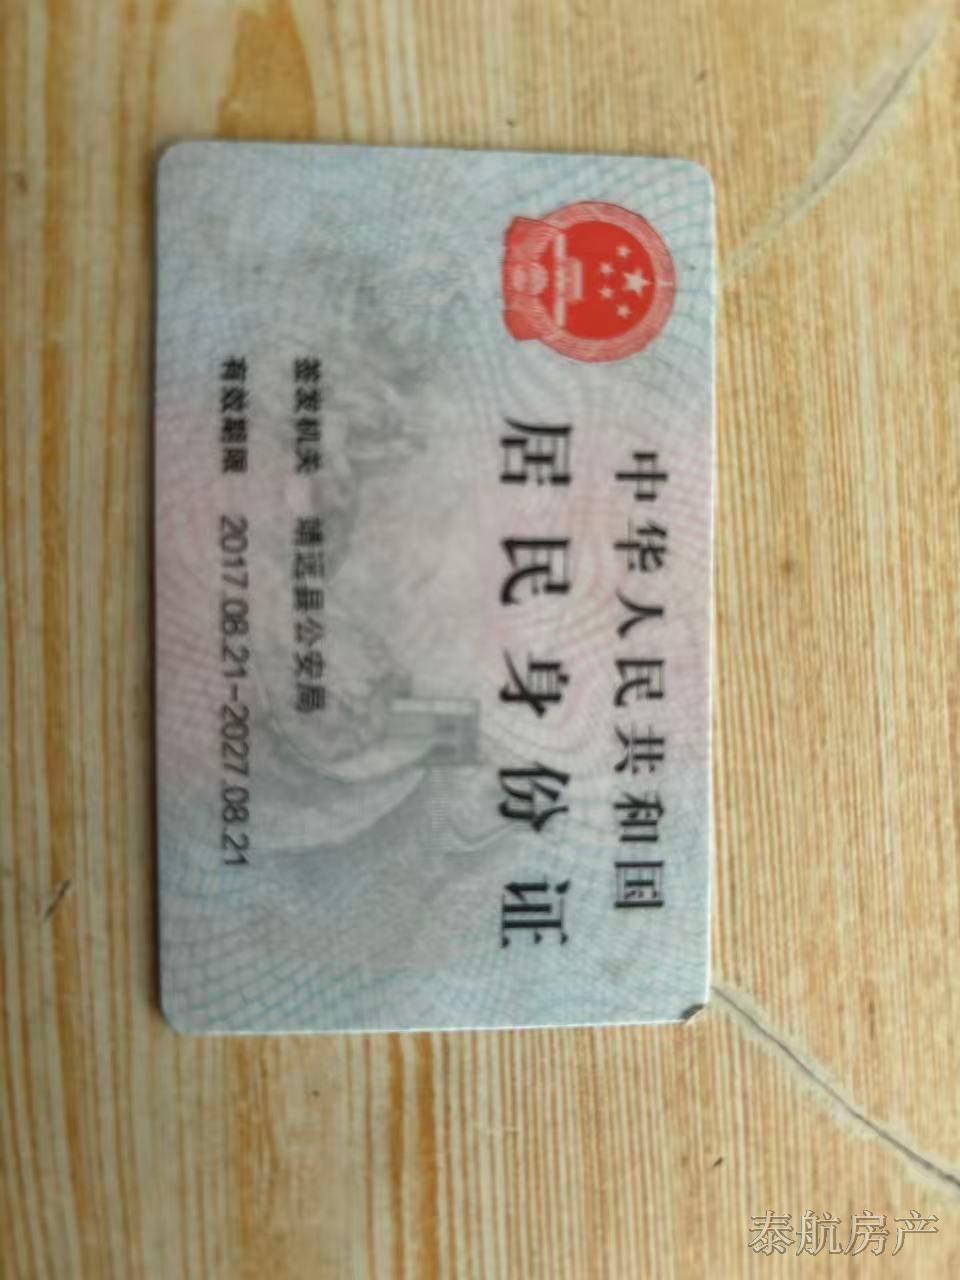 中华人民共和国
居民身份证
签发机关 靖远县公安局
有效期限 2017.08.21-2027.08.21
泰航房产